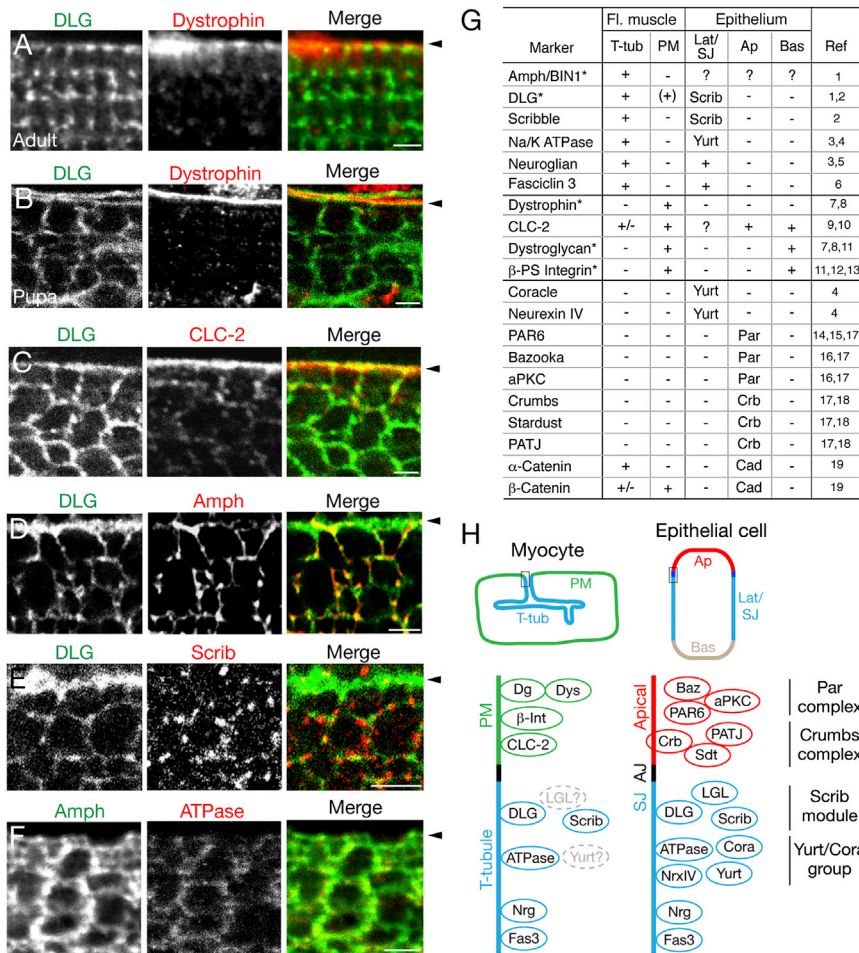 DLG Dystrophin Merge
A
Adult
DLG Dystrophin Merge
B
Pupa
DLG CLC-2 Merge
C
DLG Amph Merge
D
DLG Scrib Merge
E
Amph ATPase Merge
F
G
Fl. muscle Epithelium
Marker T-tub PM Lat/SJ Ap Bas Ref
Amph/BIN1* + - ? ? ? 1
DLG* + (+) Scrib - - 1,2
Scribble + - Scrib - - 2
Na/K ATPase + - Yurt - - 3,4
Neuroglian + - + - - 3,5
Fasciclin 3 + - + - - 6
Dystrophin* - + - - - 7,8
CLC-2 +/- + ? + + 9,10
Dystroglycan* - + - - + 7,8,11
β-PS Integrin* - + - - + 11,12,13
Coracle - - Yurt - - 4
Neurexin IV - - Yurt - - 4
PAR6 - - - Par - 14,15,17
Bazooka - - - Par - 16,17
aPKC - - - Par - 16,17
Crumbs - - - Crb - 17,18
Stardust - - - Crb - 17,18
PATJ - - - Crb - 17,18
α-Catenin + - - Cad - 19
β-Catenin +/- + - Cad - 19
H
Myocyte
PM
T-tub
Epithelial cell
Ap
Lat/
SJ
Bas
PM
Dg Dys
β-Int
CLC-2
T-tubule
LGL?
DLG Scrib
ATPase Yurt?
Nrg
Fas3
Apical
Baz aPKC
PAR6
Crb PATJ
Sdt
AJ
SJ
LGL
DLG Scrib
ATPase Cora
NrxIV Yurt
Nrg
Fas3
Par
complex
Crumbs
complex
Scrib
module
Yurt/Cora
group